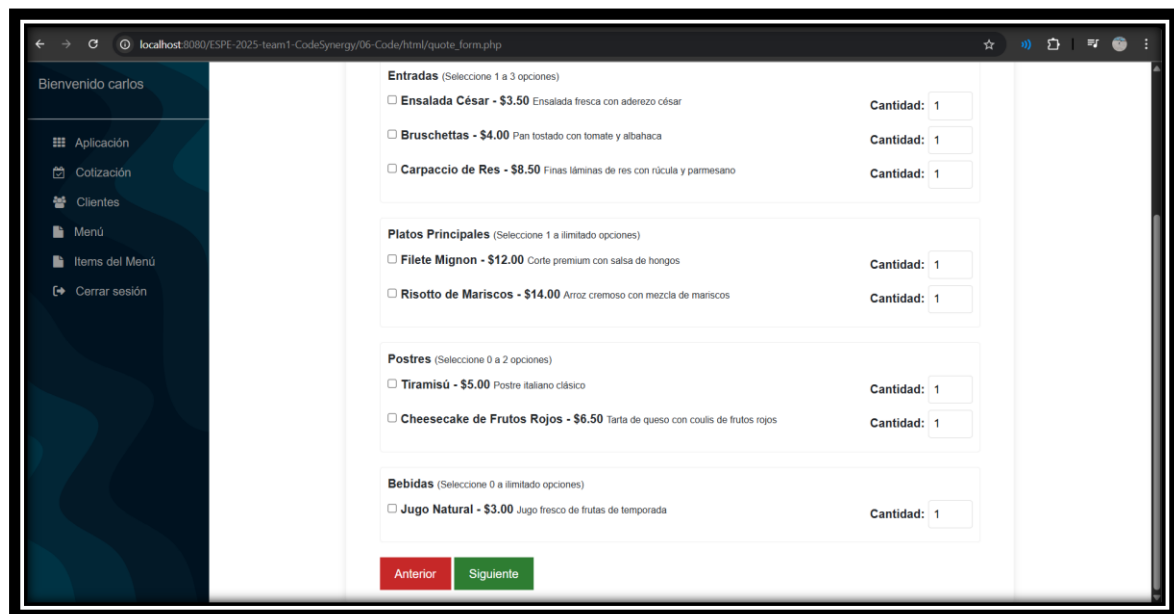 localhost:8080/ESPE-2025-team1-CodeSynergy/06-Code/html/quote_form.php
Bienvenido carlos
Aplicación
Cotización
Clientes
Menú
Items del Menú
Cerrar sesión
Entradas (Seleccione 1 a 3 opciones)
Ensalada César - $3.50 Ensalada fresca con aderezo césar Cantidad: 1
Bruschettas - $4.00 Pan tostado con tomate y albahaca Cantidad: 1
Carpaccio de Res - $8.50 Finas láminas de res con rúcula y parmesano Cantidad: 1
Platos Principales (Seleccione 1 a ilimitado opciones)
Filete Mignon - $12.00 Corte premium con salsa de hongos Cantidad: 1
Risotto de Mariscos - $14.00 Arroz cremoso con mezcla de mariscos Cantidad: 1
Postres (Seleccione 0 a 2 opciones)
Tiramisú - $5.00 Postre italiano clásico Cantidad: 1
Cheesecake de Frutos Rojos - $6.50 Tarta de queso con coulis de frutos rojos Cantidad: 1
Bebidas (Seleccione 0 a ilimitado opciones)
Jugo Natural - $3.00 Jugo fresco de frutas de temporada Cantidad: 1
Anterior Siguiente